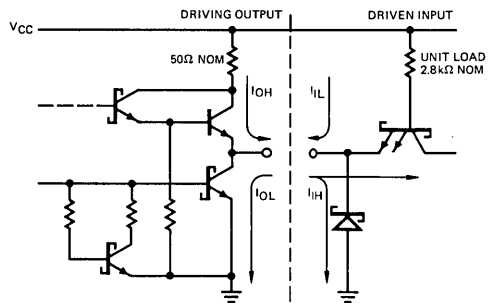 DRIVING OUTPUT
DRIVEN INPUT
VCC
50Ω NOM
UNIT LOAD
2.8kΩ NOM
IOH
IIL
IOL
IIH